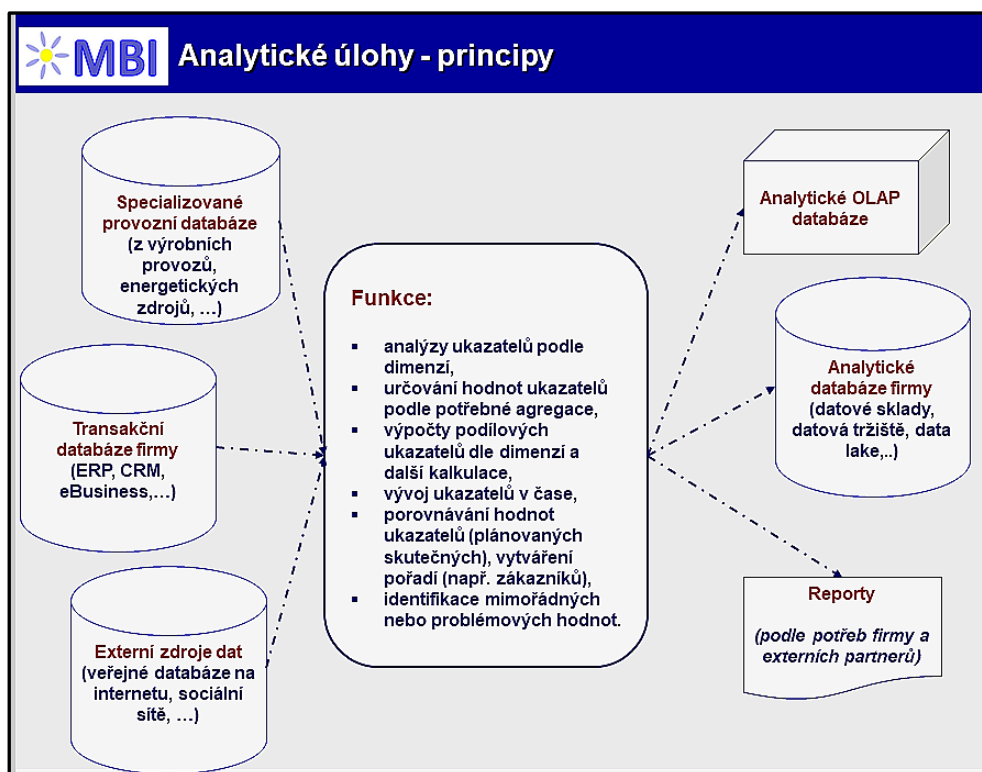 MBI
Analytické úlohy - principy
Specializované
provozní databáze
(z výrobních
provozů,
energetických
zdrojů, …)
Transakční
databáze firmy
(ERP, CRM,
eBusiness,…)
Externí zdroje dat
(veřejné databáze na
internetu, sociální
sítě, …)
Funkce:
▪ analýzy ukazatelů podle
dimenzí,
▪ určování hodnot ukazatelů
podle potřebné agregace,
▪ výpočty podílových
ukazatelů dle dimenzí a
další kalkulace,
▪ vývoj ukazatelů v čase,
▪ porovnávání hodnot
ukazatelů (plánovaných
skutečných), vytváření
pořadí (např. zákazníků),
▪ identifikace mimořádných
nebo problémových hodnot.
Analytické OLAP
databáze
Analytické
databáze firmy
(datové sklady,
datová tržiště, data
lake,..)
Reporty
(podle potřeb firmy a
externích partnerů)